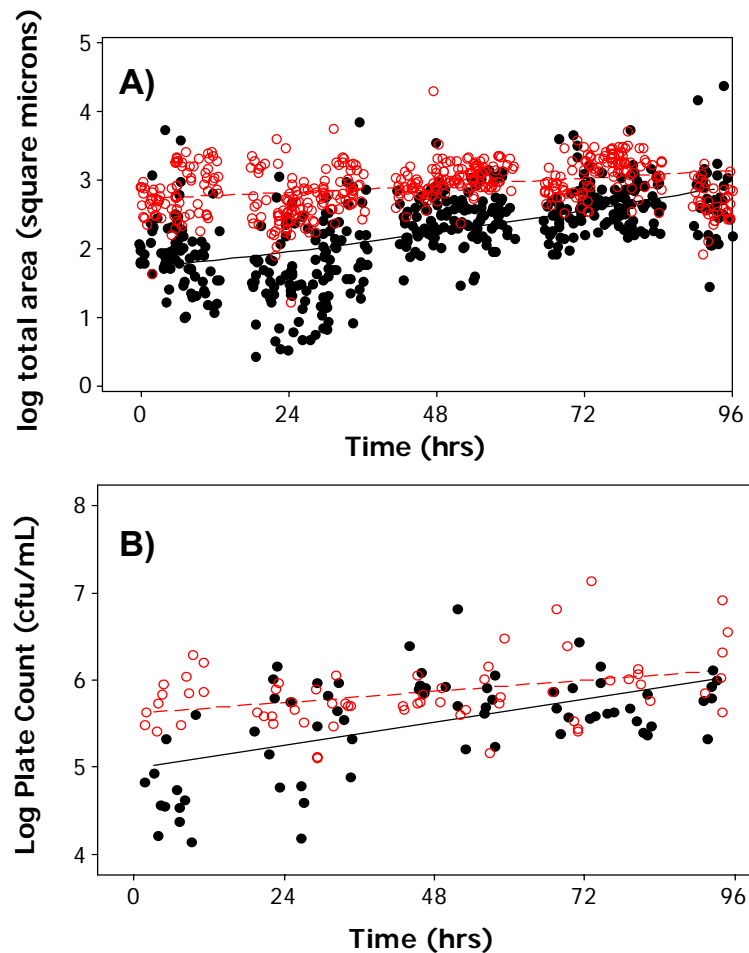 A)
log total area (square microns)
5
4
3
2
1
0
0 24 48 72 96
Time (hrs)
B)
Log Plate Count (cfu/mL)
8
7
6
5
4
0 24 48 72 96
Time (hrs)